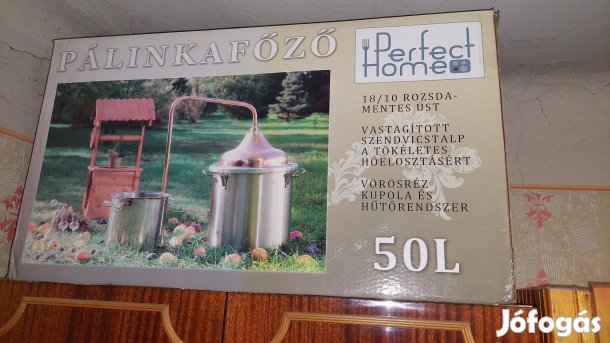 PÁLINKAFŐZŐ
Perfect
Home
18/10 ROZSDA-
MENTES ÜST
VASTAGÍTOTT
SZENDVICSTALP
A TÖKÉLETES
HŐELOSZTÁSÉRT
VÖRÖSRÉZ
KUPOLA ÉS
HŰTŐRENDSZER
50L
Jófogás